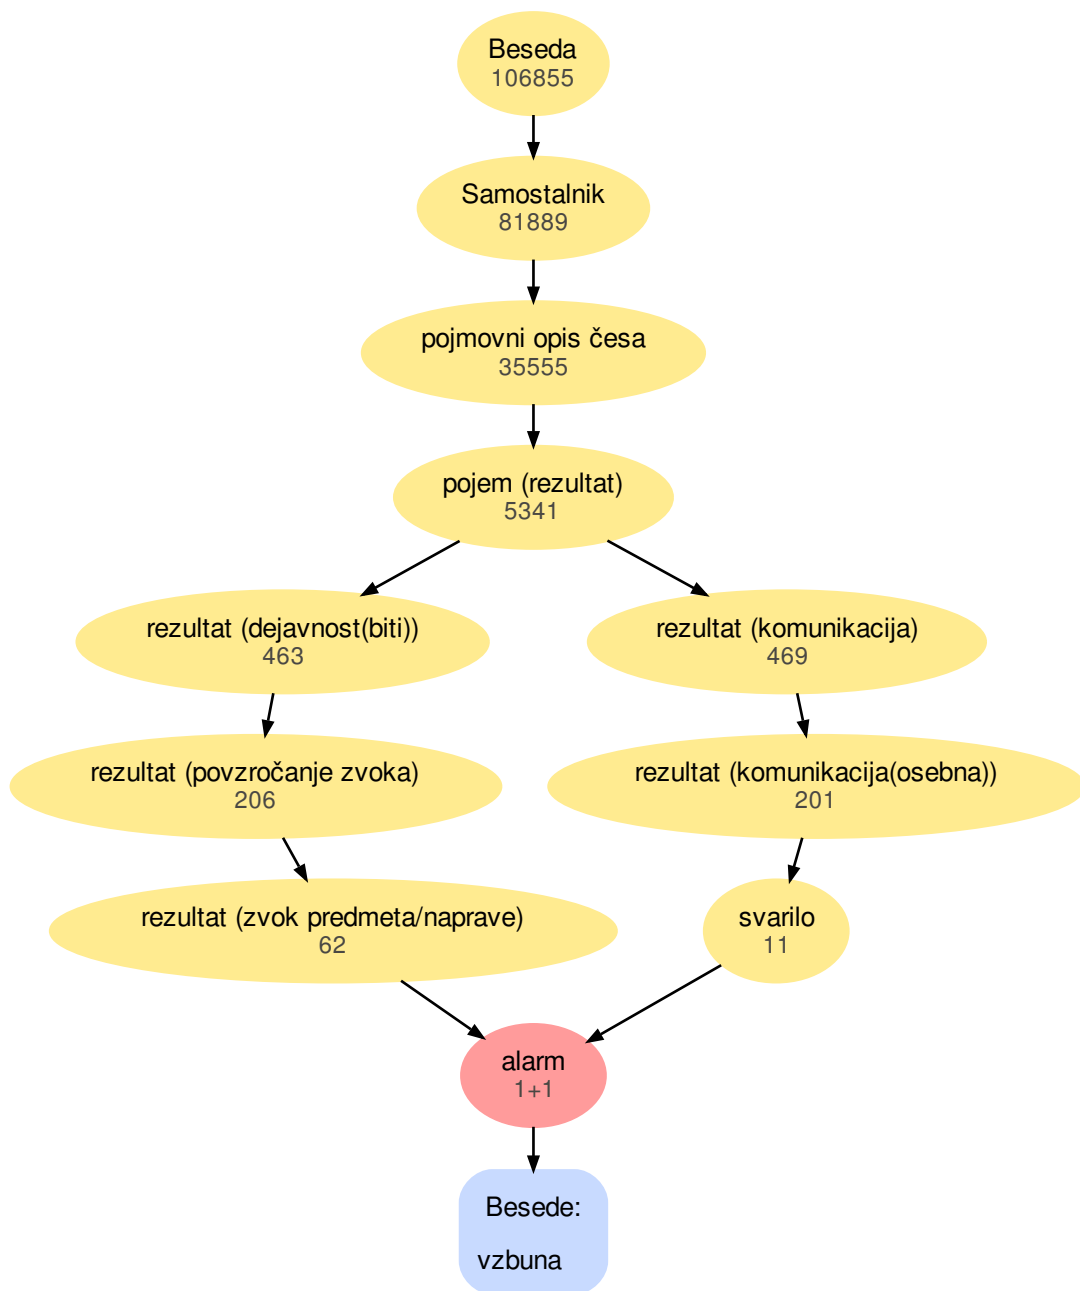 Beseda
106855
Samostalnik
81889
pojmovni opis česa
35555
pojem (rezultat)
5341
rezultat (dejavnost(biti))
463
rezultat (komunikacija)
469
rezultat (povzročanje zvoka)
206
rezultat (komunikacija(osebna))
201
rezultat (zvok predmeta/naprave)
62
svarilo
11
alarm
1+1
Besede:
vzbuna